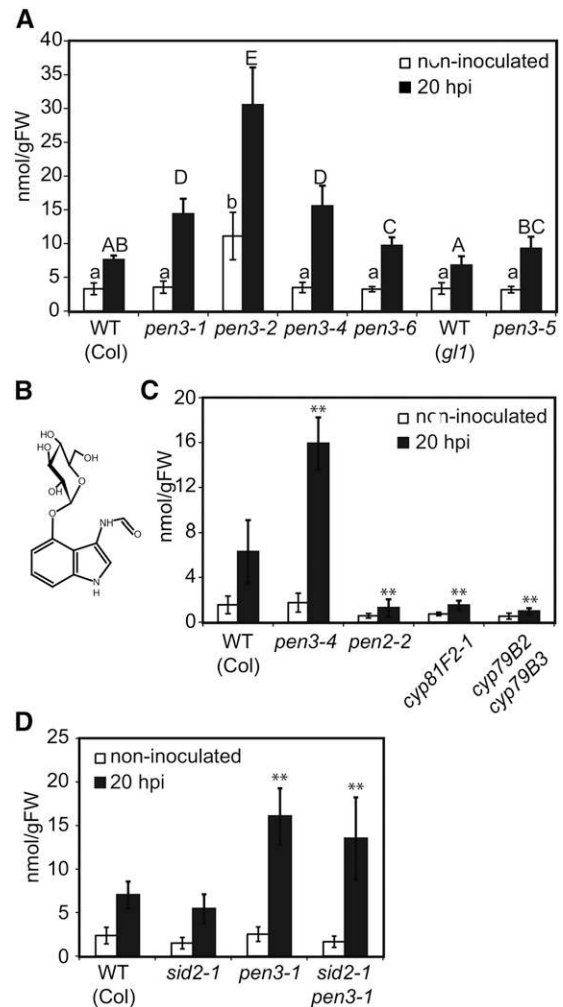 A
nmol/gFW
40
35
30
25
20
15
10
5
0
non-inoculated
20 hpi
a AB a D b E a D a C a A a BC
WT pen3-1 pen3-2 pen3-4 pen3-6 WT pen3-5
(Col) (gl1)
B
HO
HO
HO
OH
OH
O
O
NH
O
N
H
C
nmol/gFW
20
16
12
8
4
0
non-inoculated
20 hpi
** ** ** **
WT pen3-4 pen2-2 cyp81F2-1 cyp79B2
(Col) cyp79B3
D
nmol/gFW
25
20
15
10
5
0
non-inoculated
20 hpi
** **
WT sid2-1 pen3-1 sid2-1
(Col) pen3-1